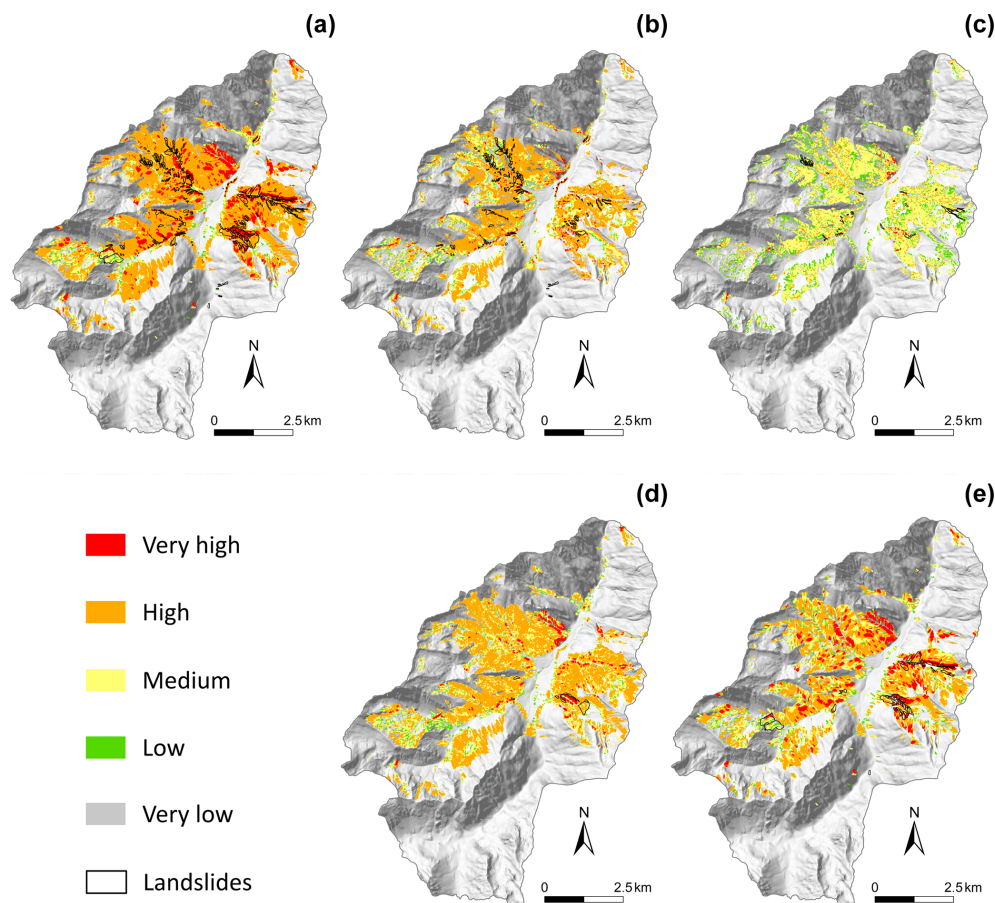 (a)
(b)
(c)
N
0 2.5 km
N
0 2.5 km
N
0 2.5 km
(d)
(e)
Very high
High
Medium
Low
Very low
Landslides
N
0 2.5 km
N
0 2.5 km